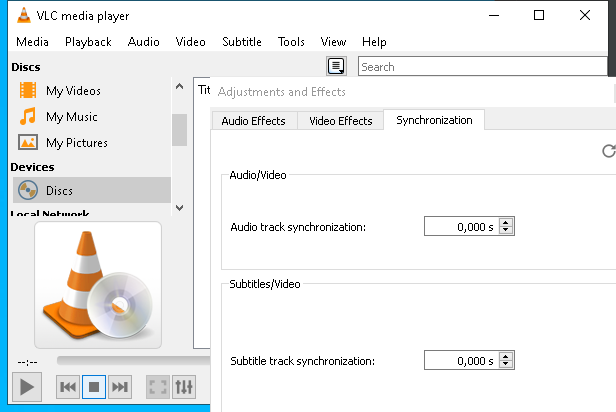 VLC media player
Media Playback Audio Video Subtitle Tools View Help
Discs
Search
My Videos
My Music
My Pictures
Devices
Discs
Local Network
--:--
Tit
Adjustments and Effects
Audio Effects Video Effects Synchronization
Audio/Video
Audio track synchronization: 0,000 s
Subtitles/Video
Subtitle track synchronization: 0,000 s